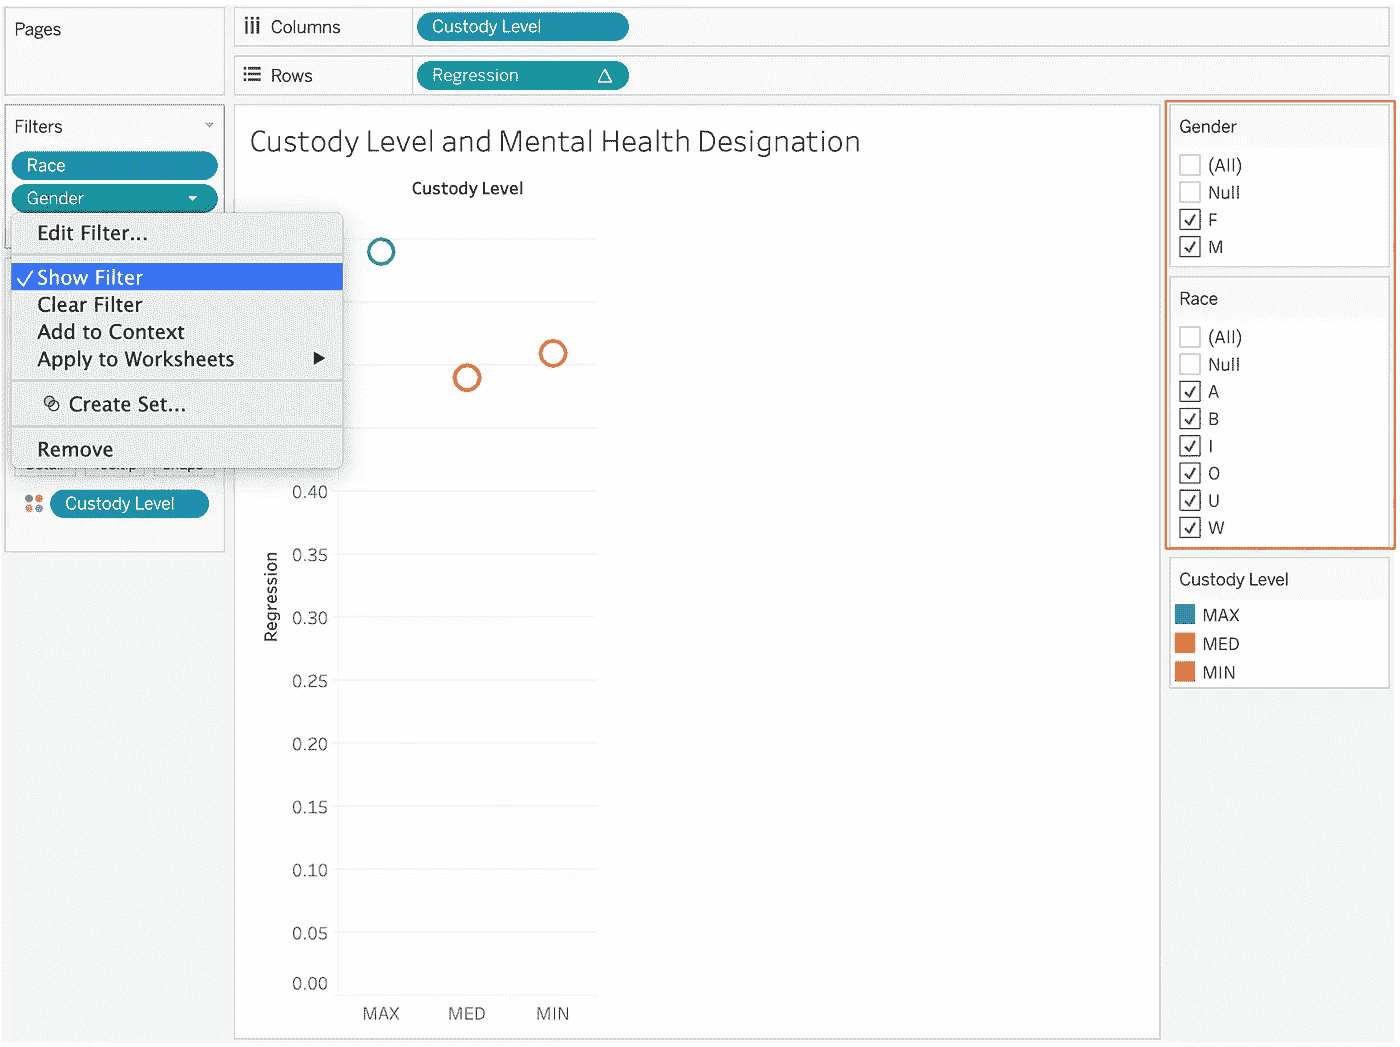 Pages
Columns
Custody Level
Rows
Regression
Filters
Race
Gender
Edit Filter...
Show Filter
Clear Filter
Add to Context
Apply to Worksheets
Create Set...
Remove
Custody Level
Custody Level and Mental Health Designation
Custody Level
0.40
0.35
0.30
0.25
0.20
0.15
0.10
0.05
0.00
Regression
MAX MED MIN
Gender
(All)
Null
F
M
Race
(All)
Null
A
B
I
O
U
W
Custody Level
MAX
MED
MIN